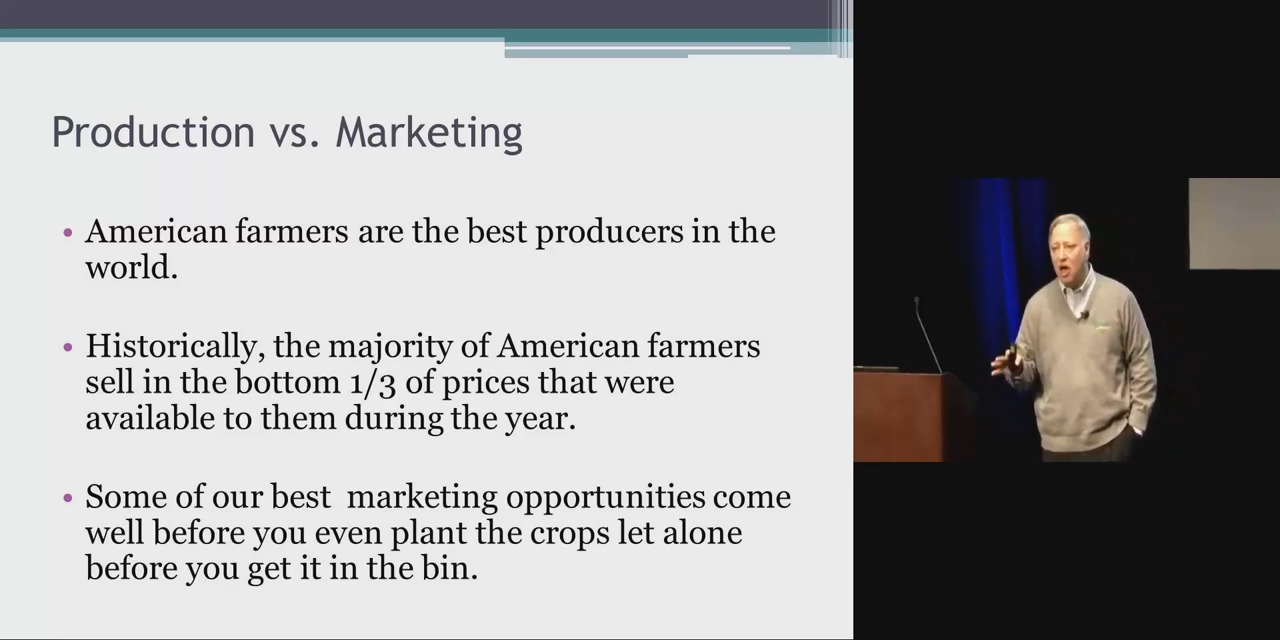 Production vs. Marketing
• American farmers are the best producers in the
world.
• Historically, the majority of American farmers
sell in the bottom 1/3 of prices that were
available to them during the year.
• Some of our best  marketing opportunities come
well before you even plant the crops let alone
before you get it in the bin.